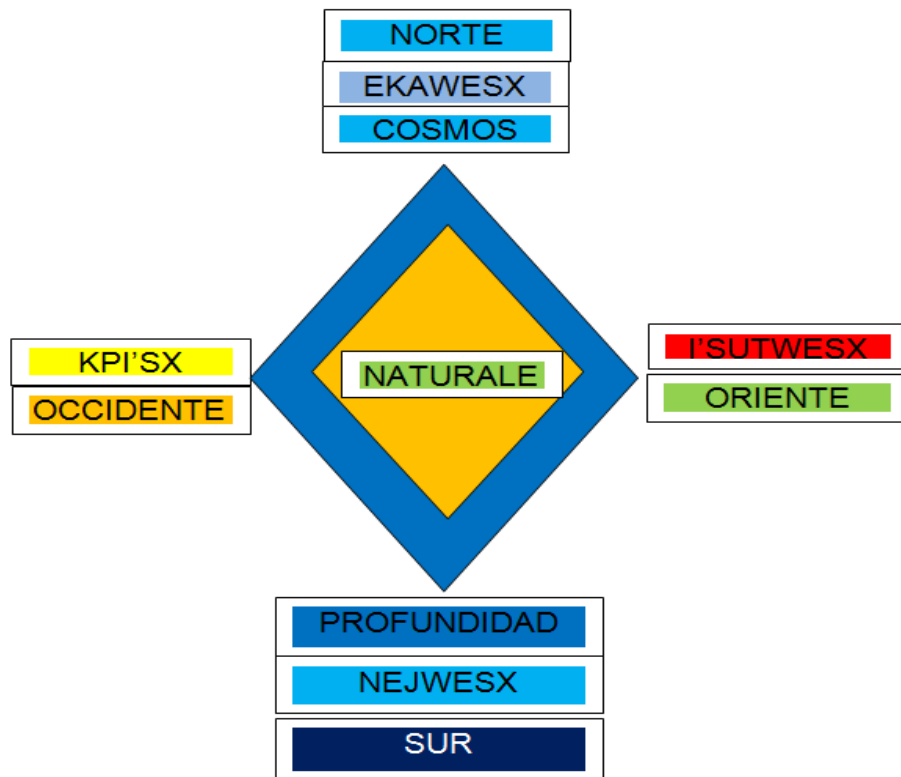 NORTE
EKAWESX
COSMOS
KPI'SX
OCCIDENTE
NATURALE
I'SUTWESX
ORIENTE
PROFUNDIDAD
NEJWESX
SUR